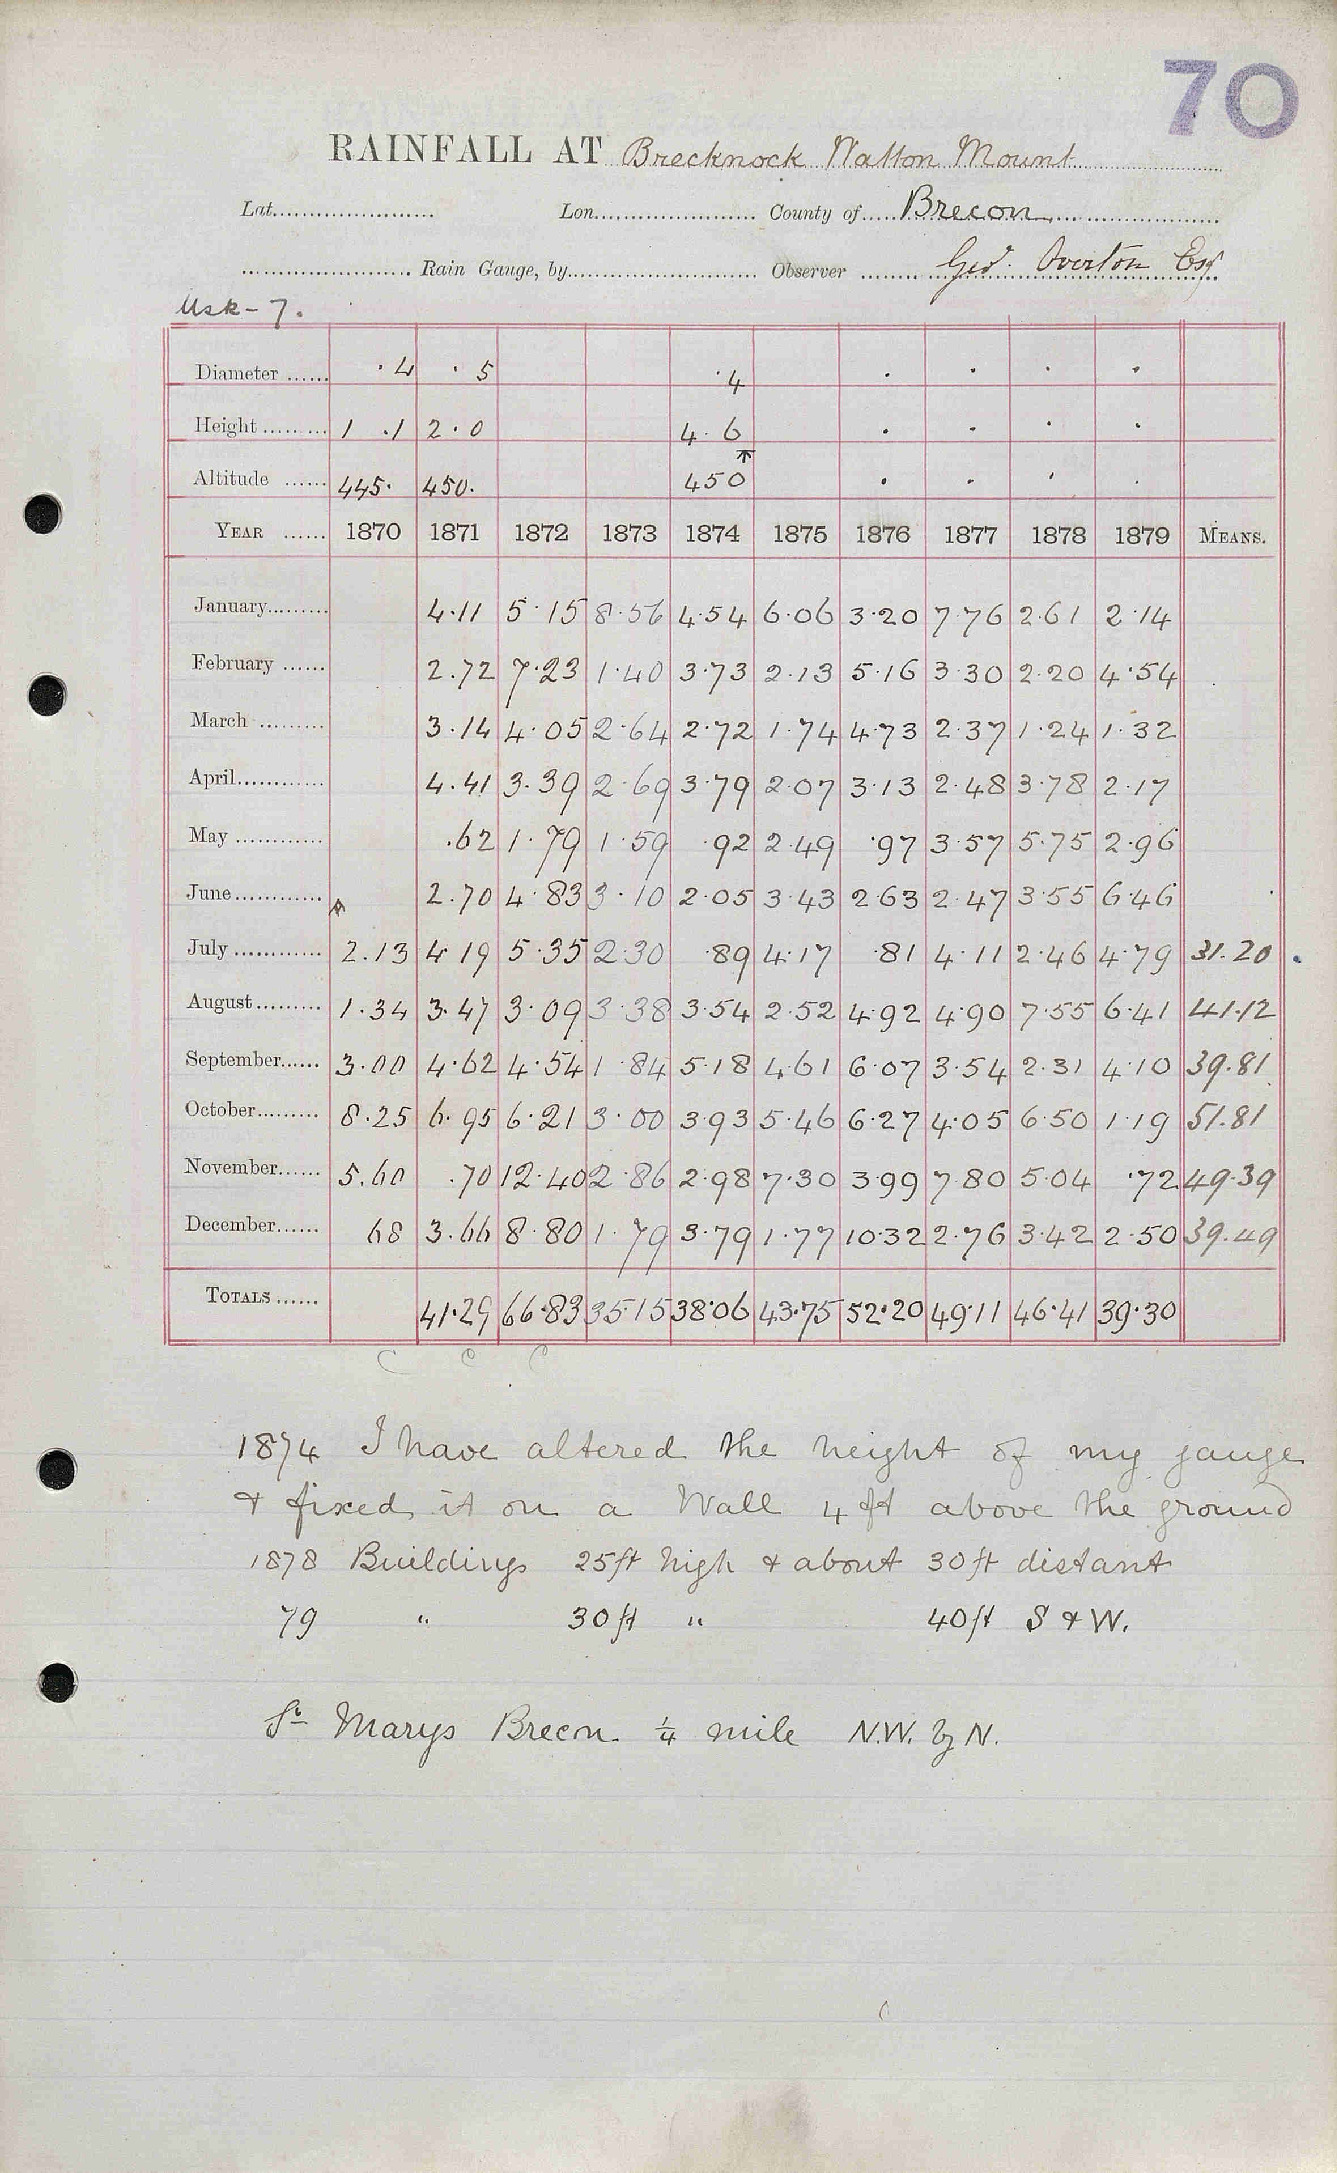 70
RAINFALL AT Brecknock Watton Mount
Lat. Lon. County of Brecon
Rain Gauge, by Observer Geo. Overton Esq
Usk - 7.
Diameter ...... .4 .5 .4 . . . .
Height ......... 1 .1 2.0 4.6 . . . .
Altitude ...... 445. 450. 450 . . . .
YEAR ...... 1870 1871 1872 1873 1874 1875 1876 1877 1878 1879 MEANS.
January......... 4.11 5.15 8.56 4.54 6.06 3.20 7.76 2.61 2.14
February ...... 2.72 7.23 1.40 3.73 2.13 5.16 3.30 2.20 4.54
March ......... 3.14 4.05 2.64 2.72 1.74 4.73 2.37 1.24 1.32
April............ 4.41 3.39 2.69 3.79 2.07 3.13 2.48 3.78 2.17
May ............ .62 1.79 1.59 .92 2.49 .97 3.57 5.75 2.96
June............ 2.70 4.83 3.10 2.05 3.43 2.63 2.47 3.55 6.46
July ............ 2.13 4.19 5.35 2.30 .89 4.17 .81 4.11 2.46 4.79 31.20
August......... 1.34 3.47 3.09 3.38 3.54 2.52 4.92 4.90 7.55 6.41 41.12
September...... 3.00 4.62 4.54 1.84 5.18 4.61 6.07 3.54 2.31 4.10 39.81
October......... 8.25 6.95 6.21 3.00 3.93 5.46 6.27 4.05 6.50 1.19 51.81
November...... 5.60 .70 12.40 2.86 2.98 7.30 3.99 7.80 5.04 .72 49.39
December...... 68 3.66 8.80 1.79 3.79 1.77 10.32 2.76 3.42 2.50 39.49
TOTALS ...... 41.29 66.83 35.15 38.06 43.75 52.20 49.11 46.41 39.30
C C C
1874 I have altered the height of my gauge
& fixed it on a Wall 4 ft above the ground
1878 Buildings 25ft high & about 30ft distant
79 " 30ft " 40ft S & W.
St Marys Brecon ¼ mile N.W. by N.